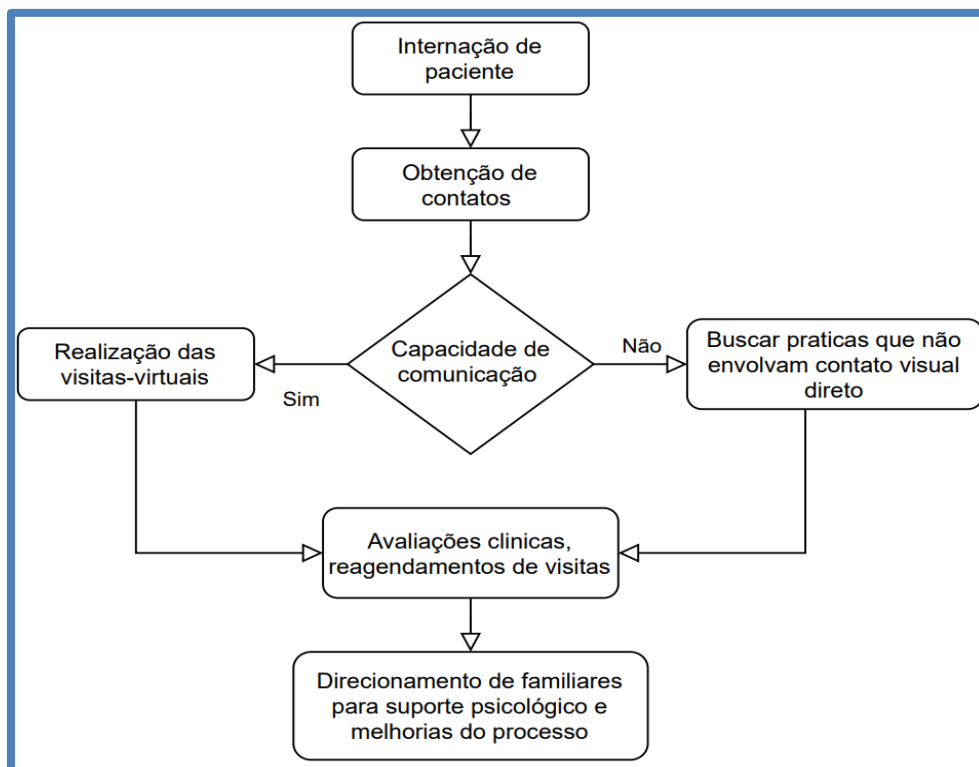 Internação de
paciente
Obtenção de
contatos
Capacidade de
comunicação
Realização das
visitas-virtuais
Sim
Não
Buscar praticas que não
envolvam contato visual
direto
Avaliações clinicas,
reagendamentos de visitas
Direcionamento de familiares
para suporte psicológico e
melhorias do processo